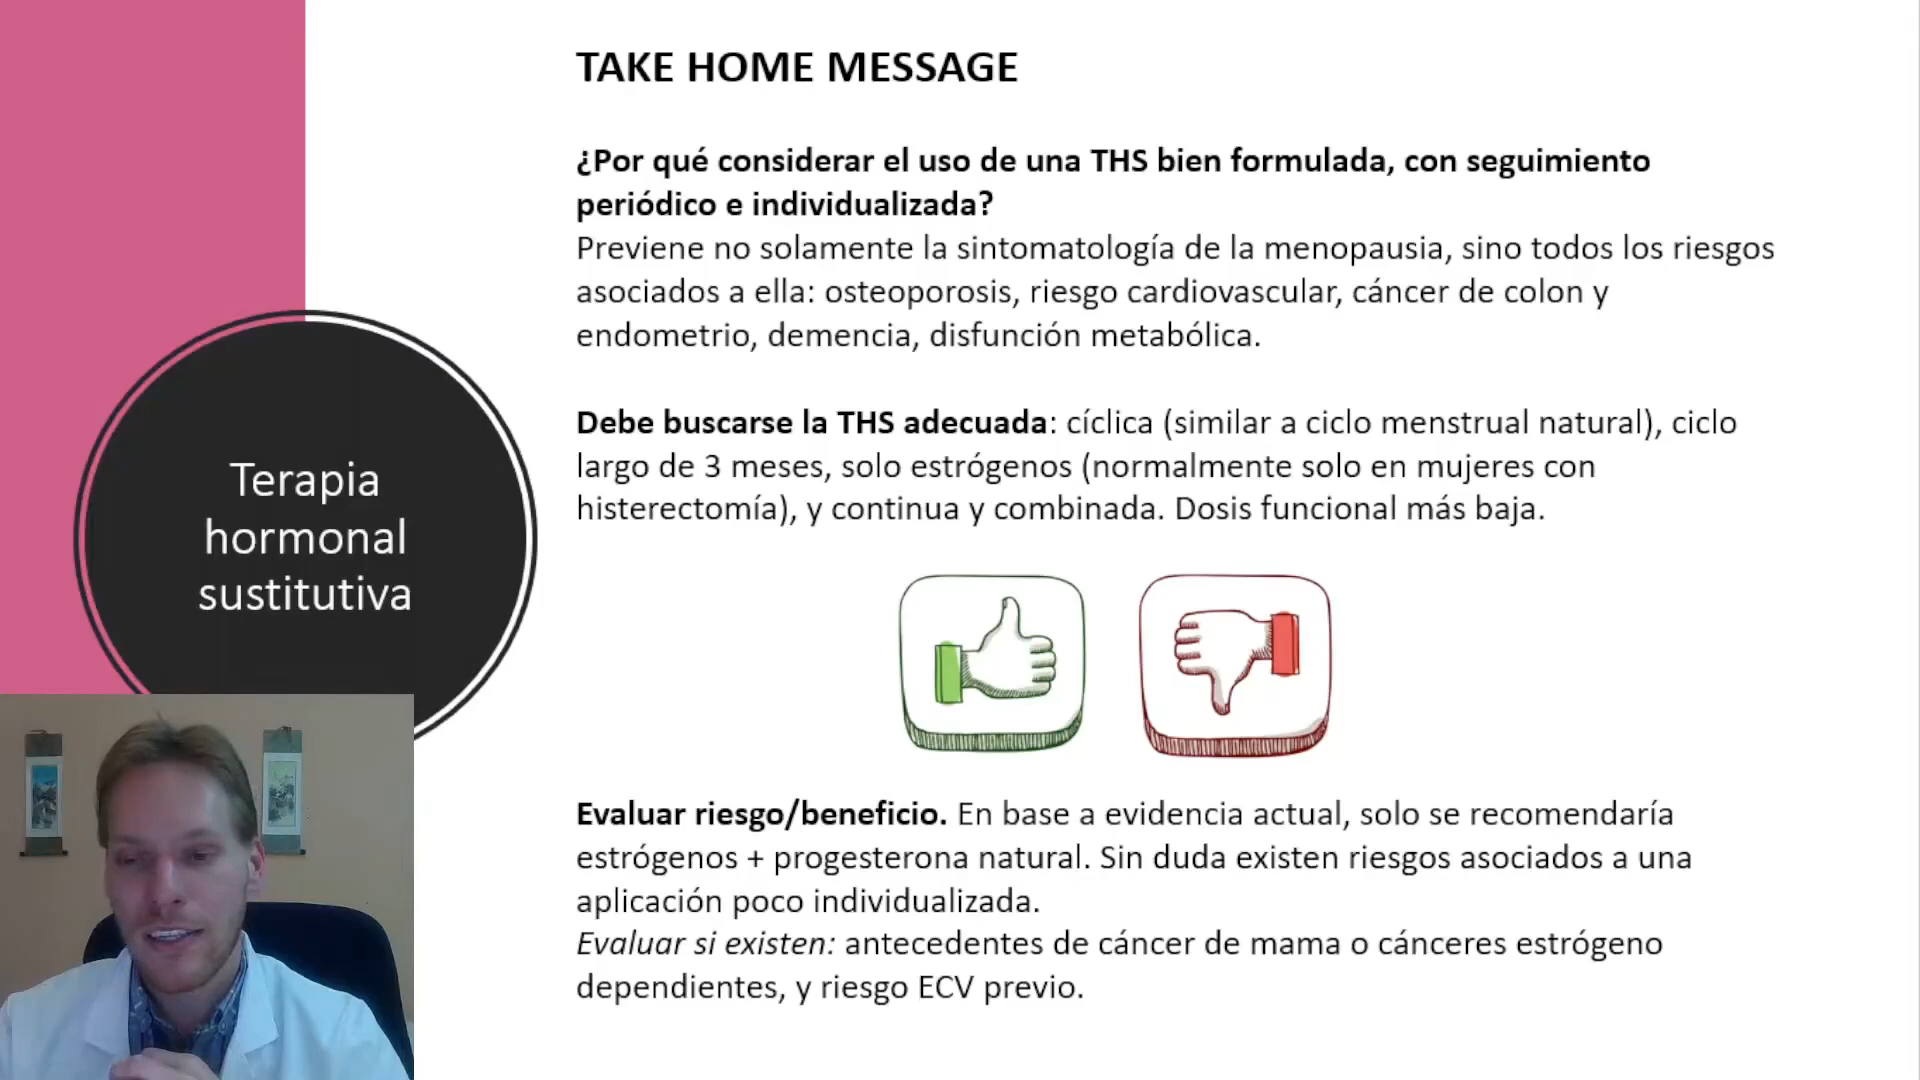 TAKE HOME MESSAGE
¿Por qué considerar el uso de una THS bien formulada, con seguimiento
periódico e individualizada?
Previene no solamente la sintomatología de la menopausia, sino todos los riesgos
asociados a ella: osteoporosis, riesgo cardiovascular, cáncer de colon y
endometrio, demencia, disfunción metabólica.
Debe buscarse la THS adecuada: cíclica (similar a ciclo menstrual natural), ciclo
largo de 3 meses, solo estrógenos (normalmente solo en mujeres con
histerectomía), y continua y combinada. Dosis funcional más baja.
Terapia
hormonal
sustitutiva
Evaluar riesgo/beneficio. En base a evidencia actual, solo se recomendaría
estrógenos + progesterona natural. Sin duda existen riesgos asociados a una
aplicación poco individualizada.
Evaluar si existen: antecedentes de cáncer de mama o cánceres estrógeno
dependientes, y riesgo ECV previo.